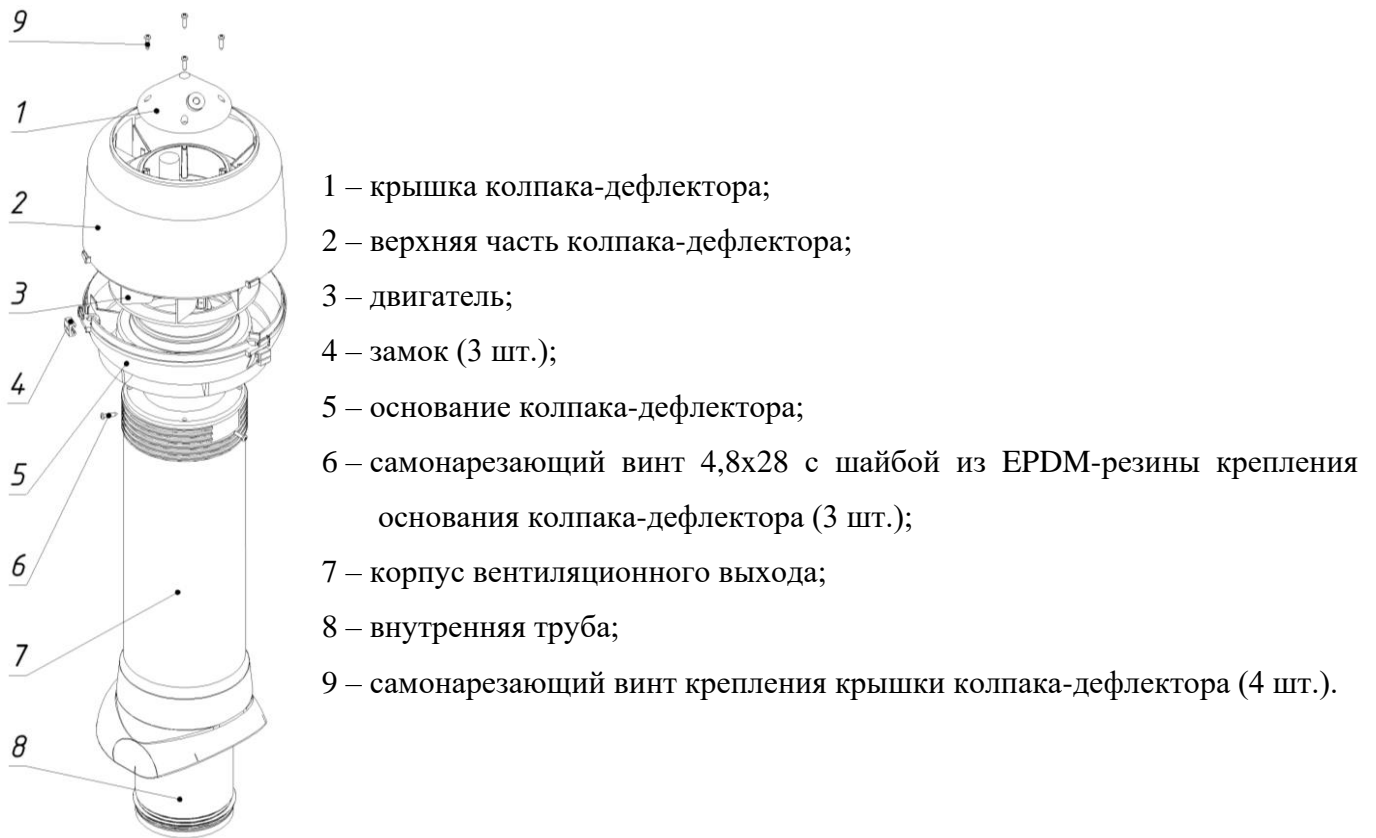 9
1
2
3
4
5
6
7
8
1 – крышка колпака-дефлектора;
2 – верхняя часть колпака-дефлектора;
3 – двигатель;
4 – замок (3 шт.);
5 – основание колпака-дефлектора;
6 – самонарезающий винт 4,8х28 с шайбой из EPDM-резины крепления
основания колпака-дефлектора (3 шт.);
7 – корпус вентиляционного выхода;
8 – внутренняя труба;
9 – самонарезающий винт крепления крышки колпака-дефлектора (4 шт.).